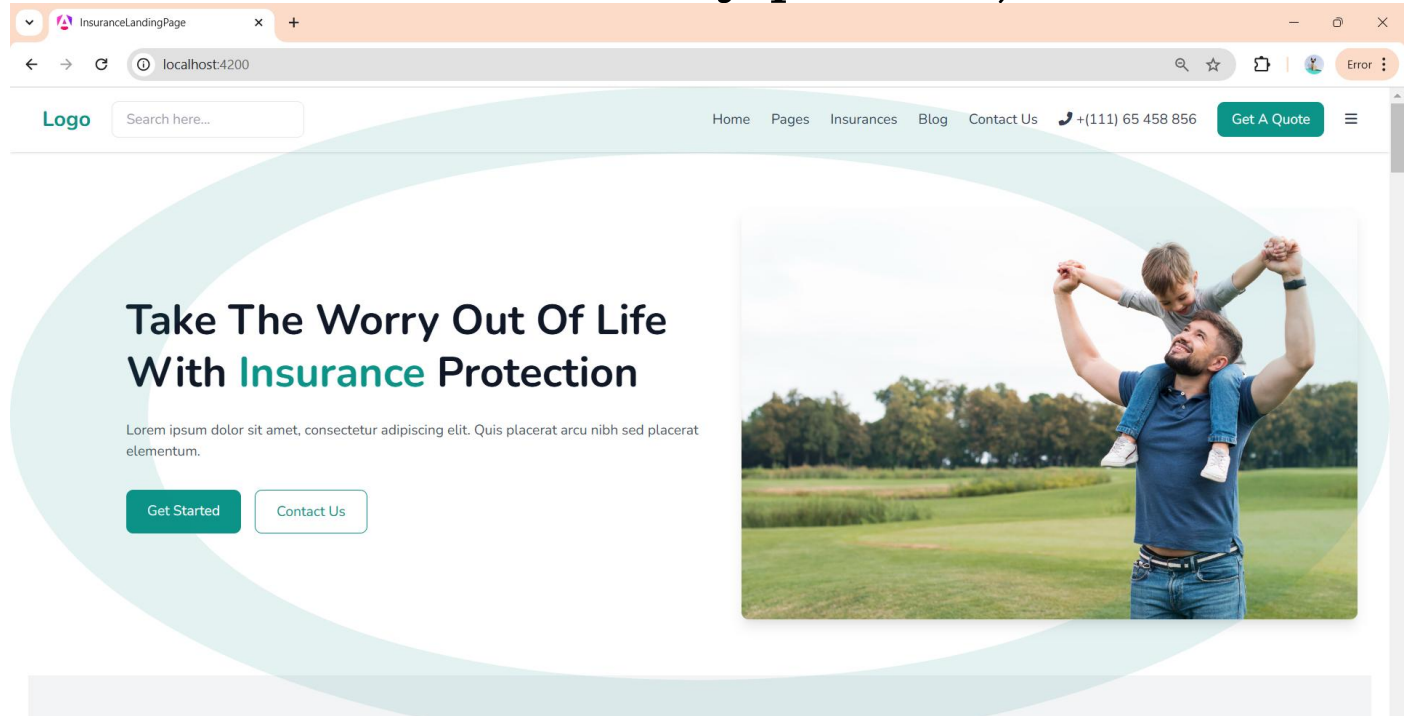 InsuranceLandingPage
localhost:4200
Error
Logo
Search here...
Home Pages Insurances Blog Contact Us +(111) 65 458 856 Get A Quote
Take The Worry Out Of Life
With Insurance Protection
Lorem ipsum dolor sit amet, consectetur adipiscing elit. Quis placerat arcu nibh sed placerat
elementum.
Get Started Contact Us